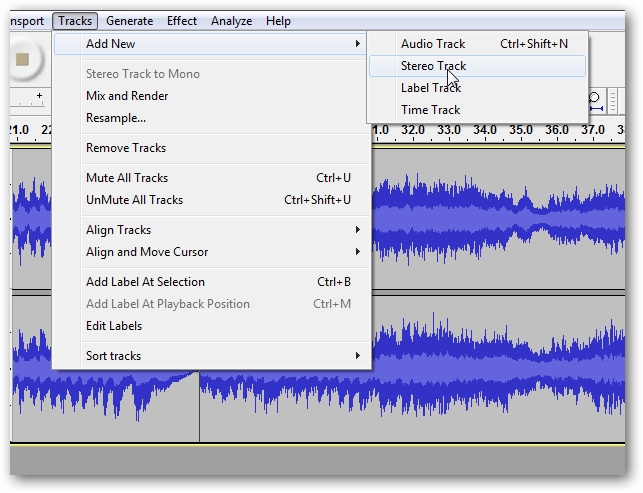 nsport Tracks Generate Effect Analyze Help
Add New
Audio Track Ctrl+Shift+N
Stereo Track to Mono
Stereo Track
Mix and Render
Label Track
Resample...
Time Track
21.0 22 31.0 32.0 33.0 34.0 35.0 36.0 37.0 38
Remove Tracks
Mute All Tracks Ctrl+U
UnMute All Tracks Ctrl+Shift+U
Align Tracks
Align and Move Cursor
Add Label At Selection Ctrl+B
Add Label At Playback Position Ctrl+M
Edit Labels
Sort tracks